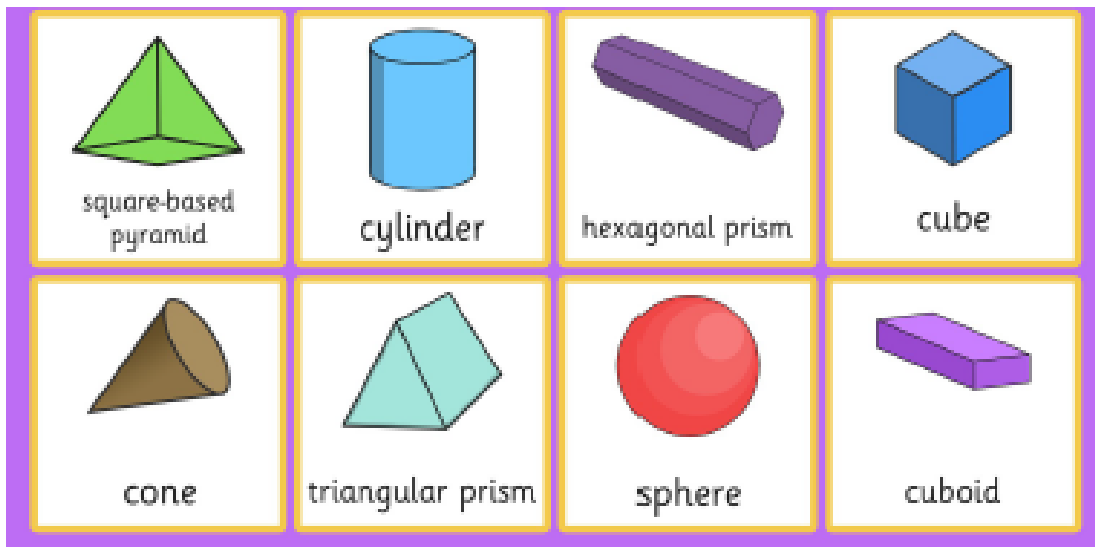 square-based
pyramid
cylinder
hexagonal prism
cube
cone
triangular prism
sphere
cuboid